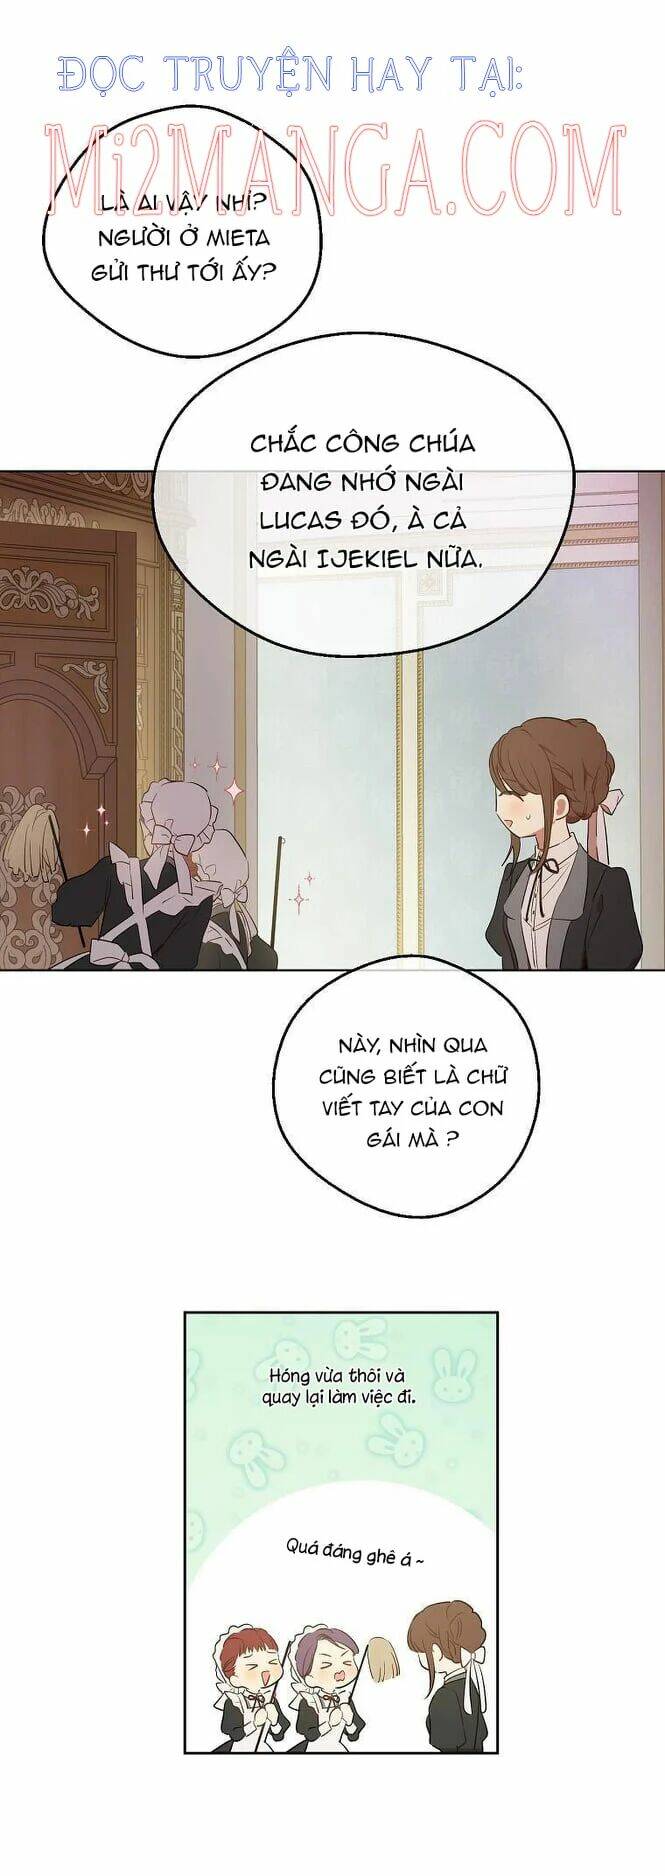 ĐỌC TRUYỆN HAY TẠI:
MI2MANGA.COM
LÀ AI VẬY NHỈ?
NGƯỜI Ở MIETA
GỬI THƯ TỚI ẤY?
CHẮC CÔNG CHÚA
ĐANG NHỚ NGÀI
LUCAS ĐÓ, À CẢ
NGÀI IJEKIEL NỮA.
NÀY, NHÌN QUA
CŨNG BIẾT LÀ CHỮ
VIẾT TAY CỦA CON
GÁI MÀ ?
Hóng vừa thôi và
quay lại làm việc đi.
Quá đáng ghê á ~